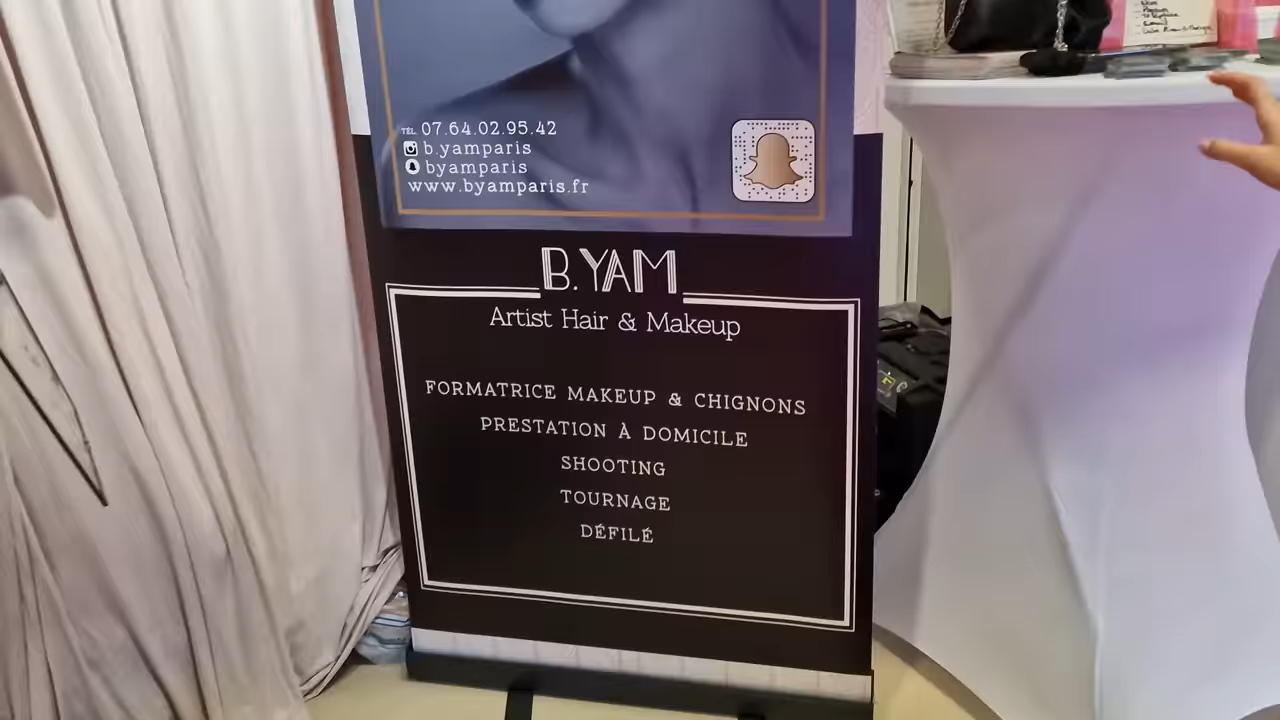 TÉL. 07.64.02.95.42
b.yamparis
byamparis
www.byamparis.fr
B.YAM
Artist Hair & Makeup
FORMATRICE MAKEUP & CHIGNONS
PRESTATION À DOMICILE
SHOOTING
TOURNAGE
DÉFILÉ